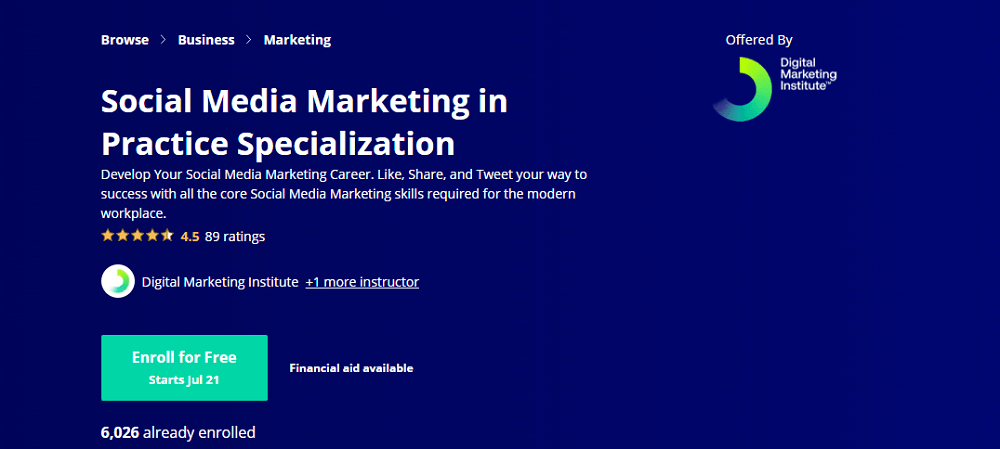 Browse > Business > Marketing
Offered By
Digital
Marketing
Institute™
Social Media Marketing in
Practice Specialization
Develop Your Social Media Marketing Career. Like, Share, and Tweet your way to
success with all the core Social Media Marketing skills required for the modern
workplace.
4.5 89 ratings
Digital Marketing Institute +1 more instructor
Enroll for Free
Starts Jul 21
Financial aid available
6,026 already enrolled